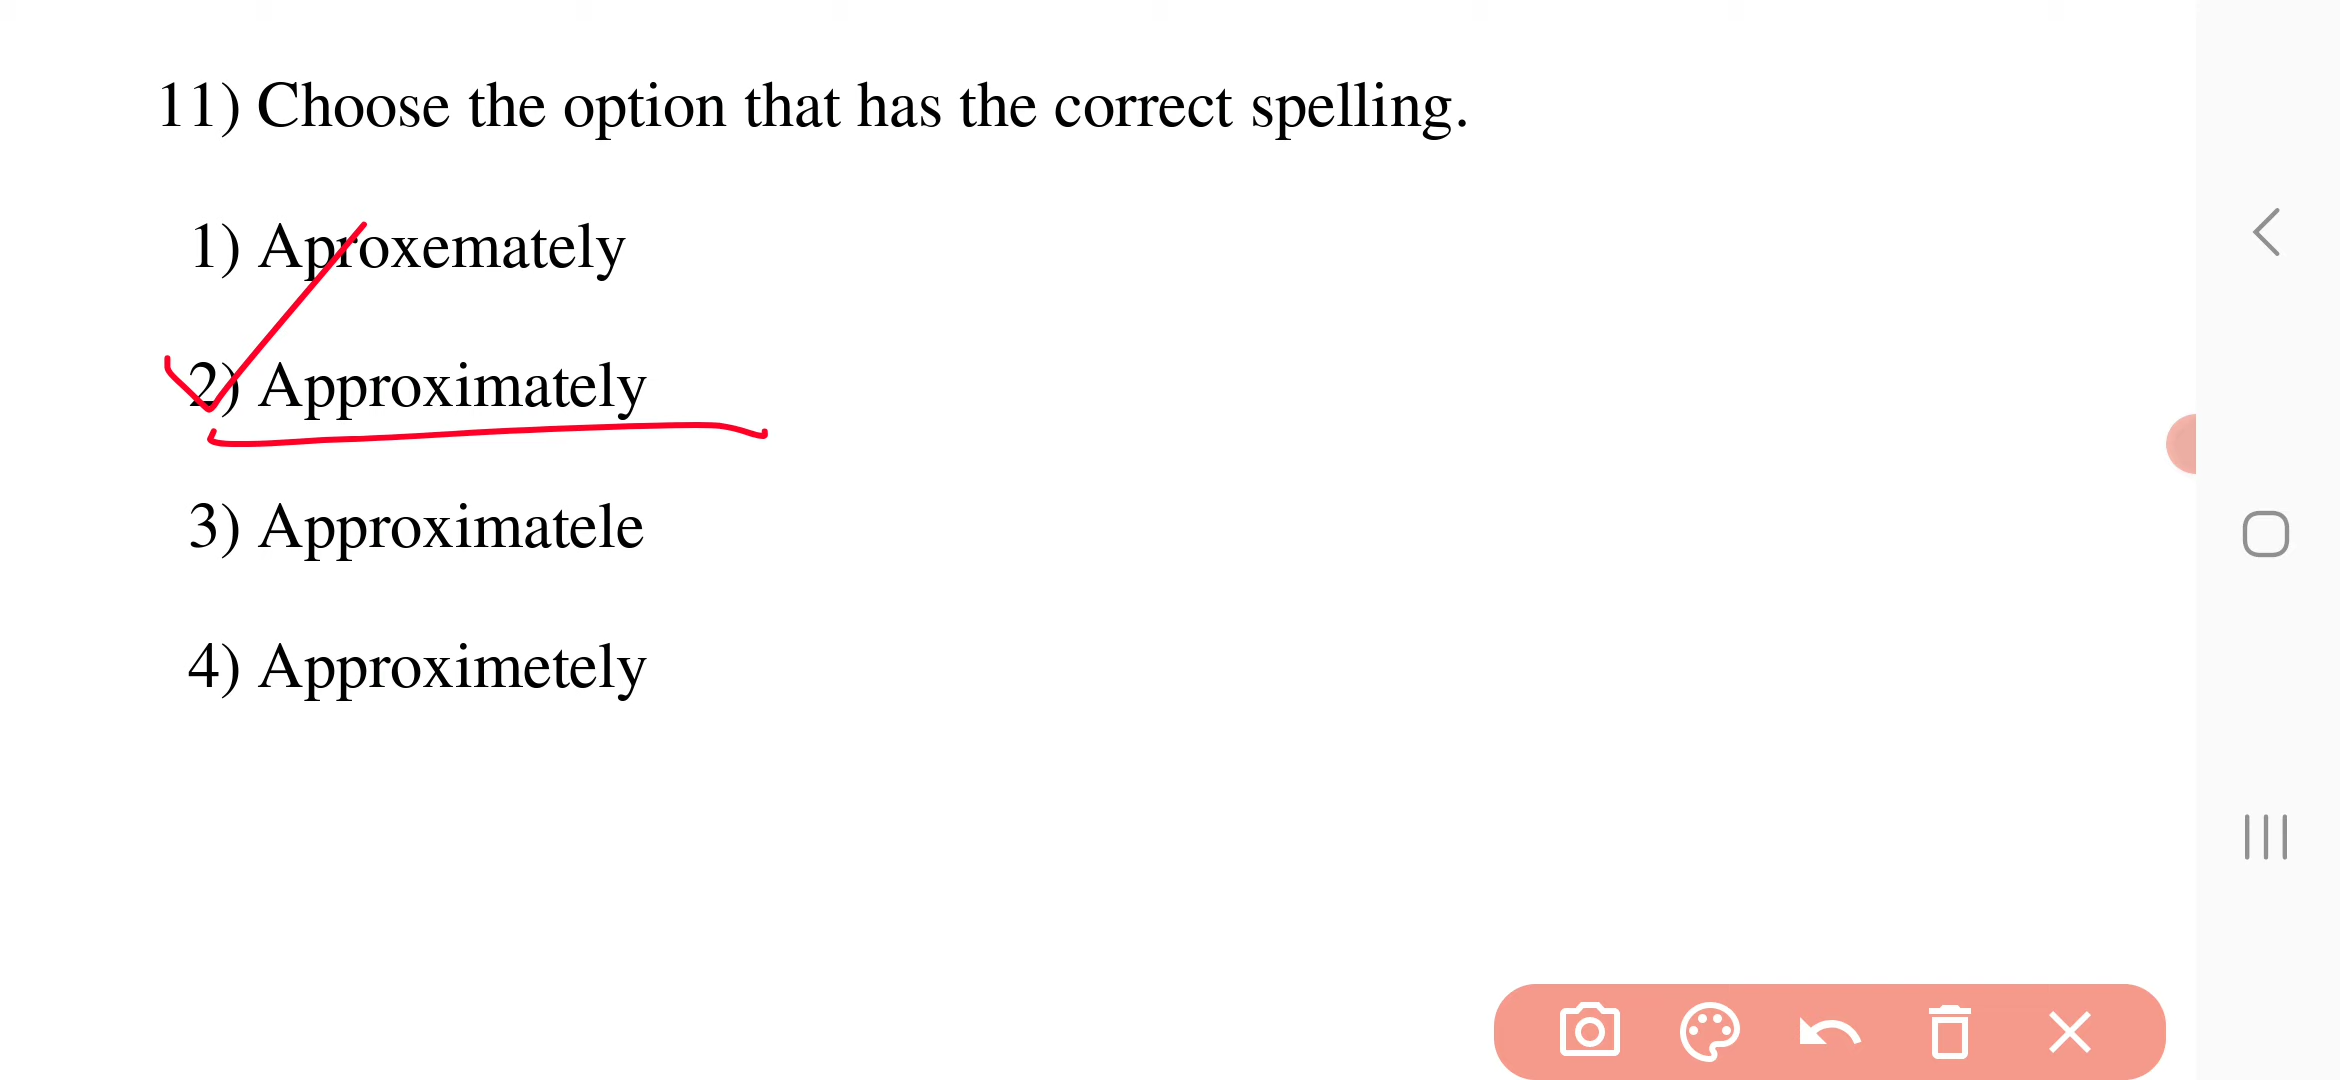 11) Choose the option that has the correct spelling.
1) Aproxemately
2) Approximately
3) Approximatele
4) Approximetely